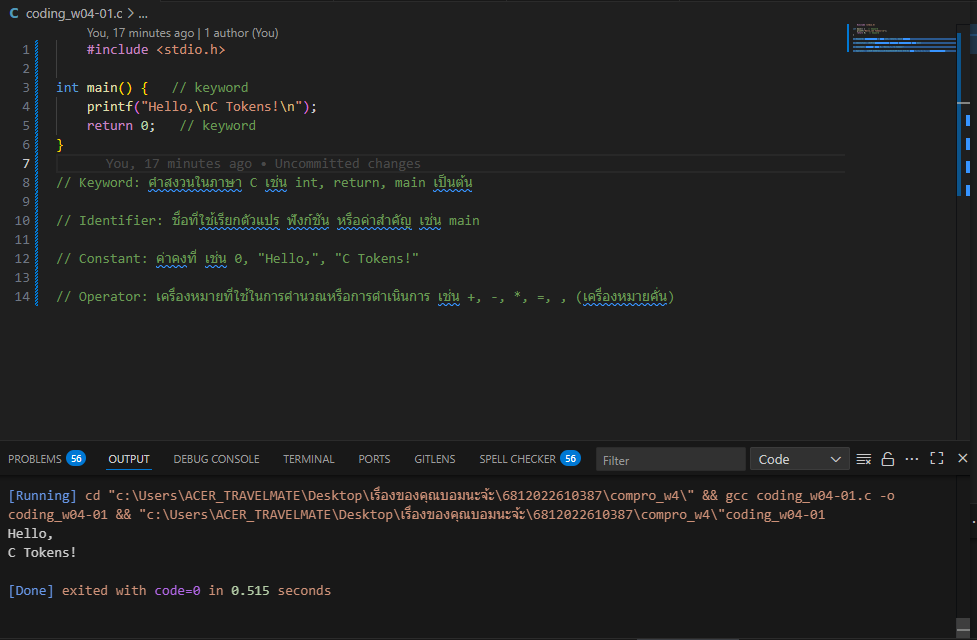 C coding_w04-01.c > ...
You, 17 minutes ago | 1 author (You)
1 #include <stdio.h>
2
3 int main() { // keyword
4 printf("Hello,\nC Tokens!\n");
5 return 0; // keyword
6 }
7 You, 17 minutes ago • Uncommitted changes
8 // Keyword: คำสงวนในภาษา C เช่น int, return, main เป็นต้น
9
10 // Identifier: ชื่อที่ใช้เรียกตัวแปร ฟังก์ชัน หรือค่าสำคัญ เช่น main
11
12 // Constant: ค่าคงที่ เช่น 0, "Hello,", "C Tokens!"
13
14 // Operator: เครื่องหมายที่ใช้ในการคำนวณหรือการดำเนินการ เช่น +, -, *, =, , (เครื่องหมายคั่น)
PROBLEMS 56 OUTPUT DEBUG CONSOLE TERMINAL PORTS GITLENS SPELL CHECKER 56 Filter Code
[Running] cd "c:\Users\ACER_TRAVELMATE\Desktop\เรื่องของคุณบอมนะจ้ะ\6812022610387\compro_w4\" && gcc coding_w04-01.c -o
coding_w04-01 && "c:\Users\ACER_TRAVELMATE\Desktop\เรื่องของคุณบอมนะจ้ะ\6812022610387\compro_w4\"coding_w04-01
Hello,
C Tokens!
[Done] exited with code=0 in 0.515 seconds